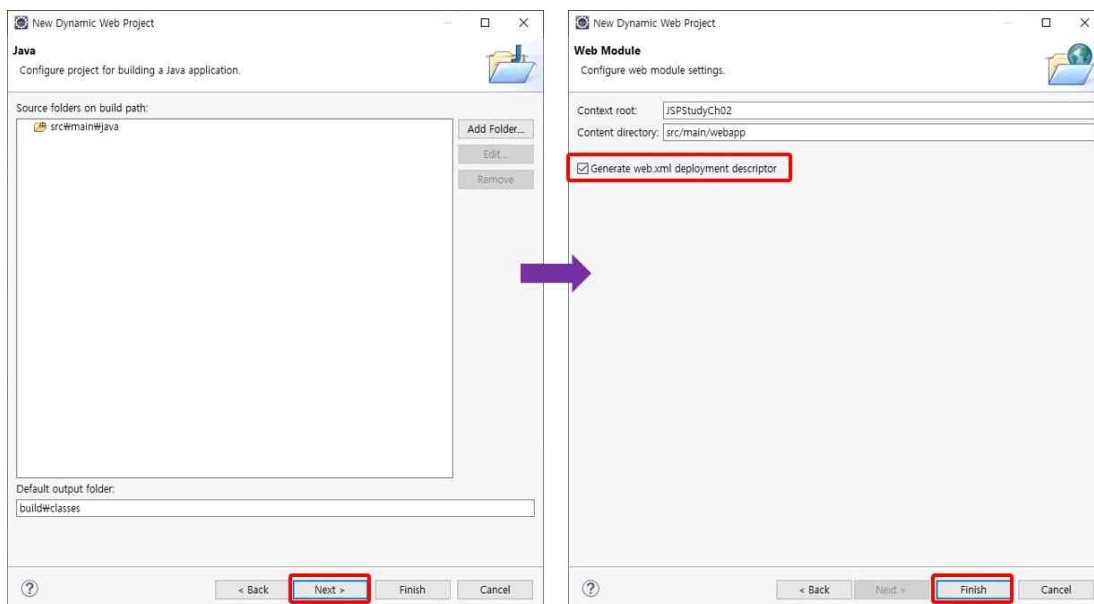 New Dynamic Web Project
Java
Configure project for building a Java application.
Source folders on build path:
src₩main₩java
Add Folder...
Edit...
Remove
Default output folder:
build₩classes
?
< Back
Next >
Finish
Cancel
New Dynamic Web Project
Web Module
Configure web module settings.
Context root: JSPStudyCh02
Content directory: src/main/webapp
Generate web.xml deployment descriptor
?
< Back
Next >
Finish
Cancel